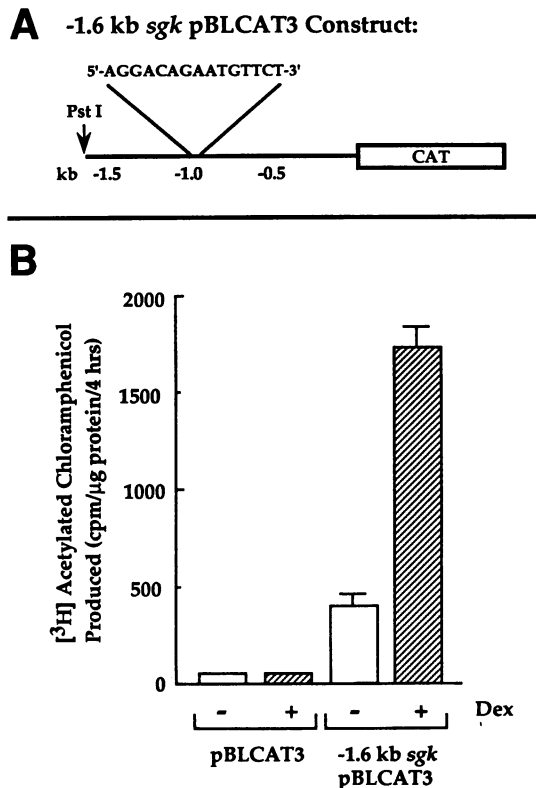 A -1.6 kb sgk pBLCAT3 Construct:
5'-AGGACAGAATGTTCT-3'
Pst I
CAT
kb -1.5 -1.0 -0.5
B
[³H] Acetylated Chloramphenicol
Produced (cpm/µg protein/4 hrs)
2000
1500
1000
500
0
- + - + Dex
pBLCAT3 -1.6 kb sgk
pBLCAT3